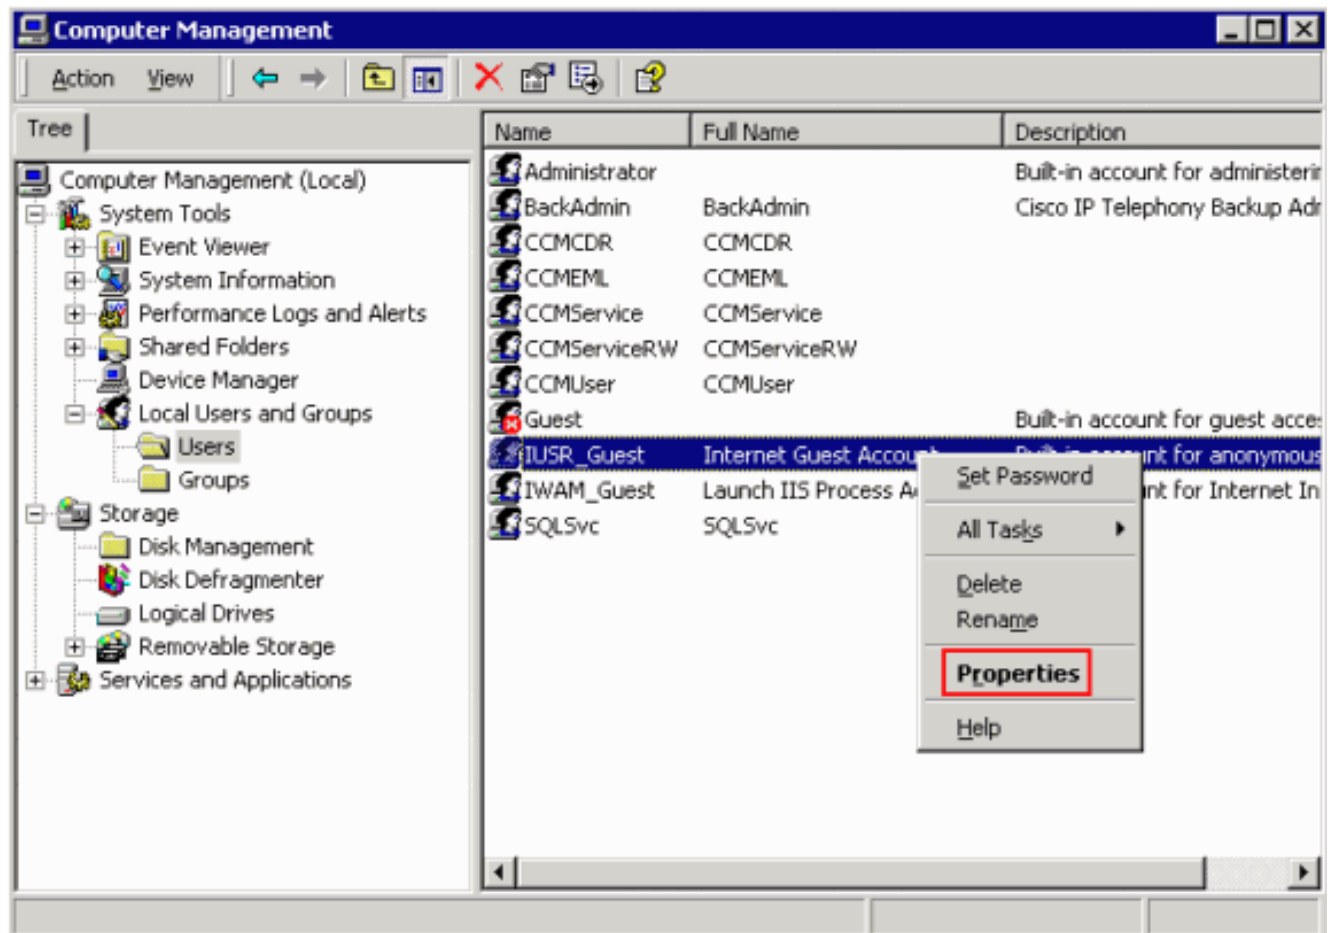 Computer Management
Action View
Tree
Computer Management (Local)
System Tools
Event Viewer
System Information
Performance Logs and Alerts
Shared Folders
Device Manager
Local Users and Groups
Users
Groups
Storage
Disk Management
Disk Defragmenter
Logical Drives
Removable Storage
Services and Applications
Name Full Name Description
Administrator Built-in account for administerin
BackAdmin BackAdmin Cisco IP Telephony Backup Adr
CCMCDR CCMCDR
CCMEML CCMEML
CCMService CCMService
CCMServiceRW CCMServiceRW
CCMUser CCMUser
Guest Built-in account for guest acce
IUSR_Guest Internet Guest Account Built-in account for anonymous
IWAM_Guest Launch IIS Process A nt for Internet In
SQLSvc SQLSvc
Set Password
All Tasks
Delete
Rename
Properties
Help